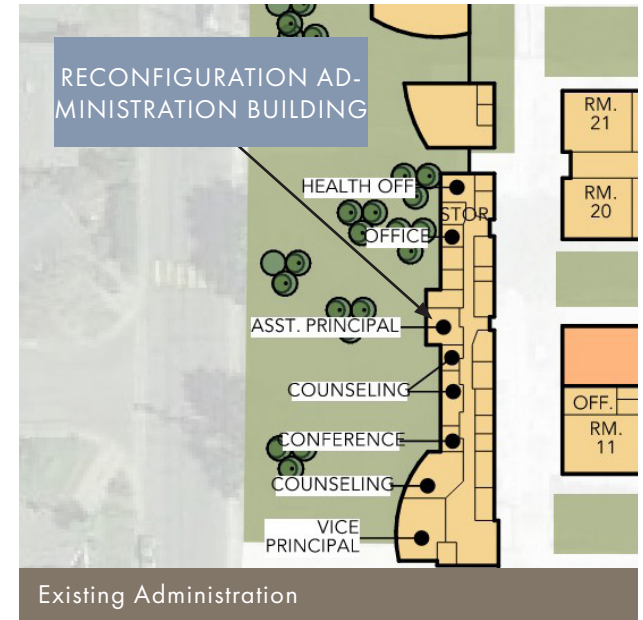 RECONFIGURATION AD-
MINISTRATION BUILDING
RM.
21
HEALTH OFF
RM.
20
STOR
OFFICE
ASST. PRINCIPAL
COUNSELING
OFF.
RM.
11
CONFERENCE
COUNSELING
VICE
PRINCIPAL
Existing Administration